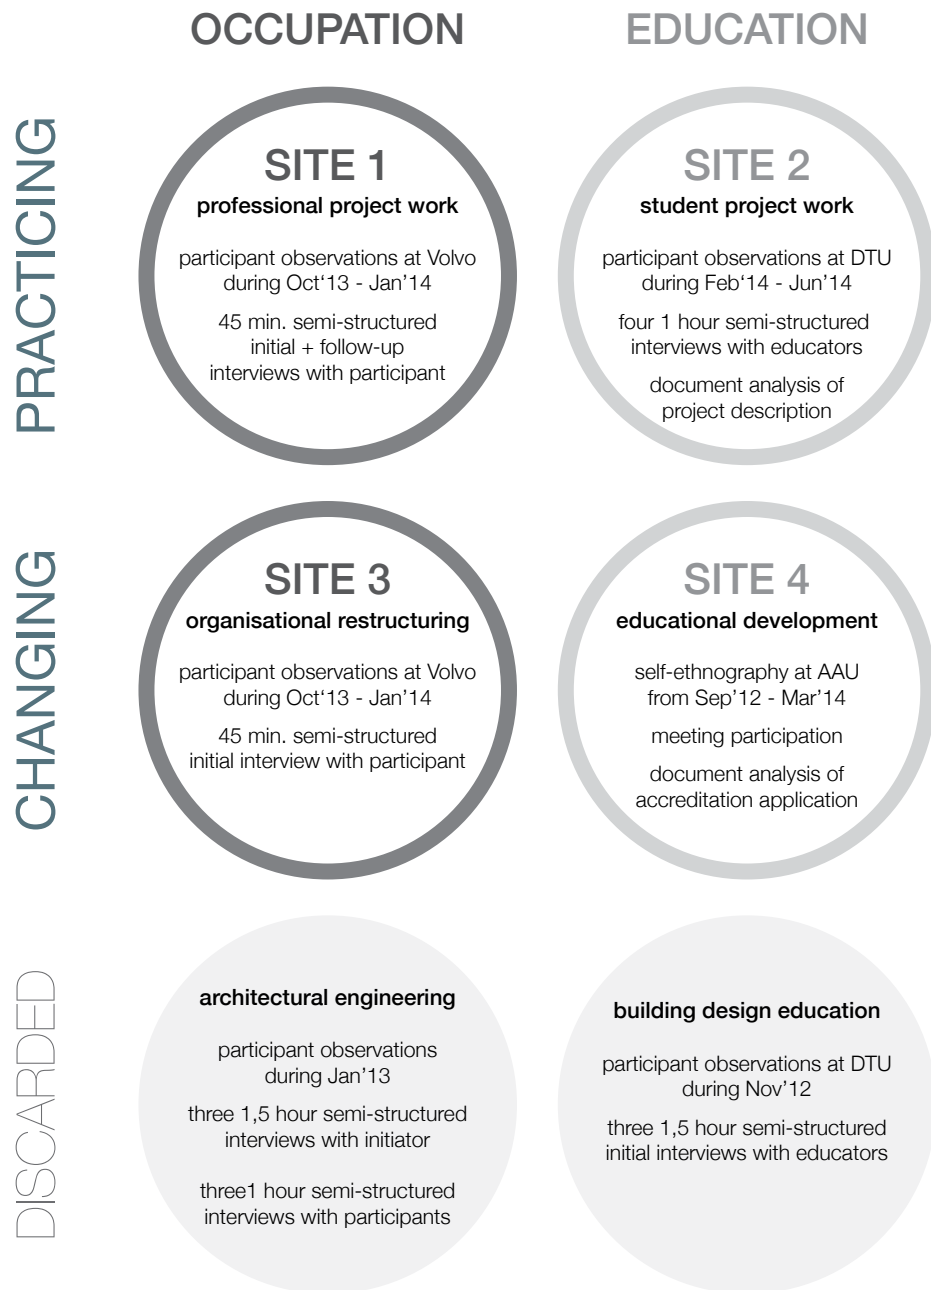 OCCUPATION
EDUCATION
PRACTICING
SITE 1
professional project work
participant observations at Volvo
during Oct‘13 - Jan’14
45 min. semi-structured
initial + follow-up
interviews with participant
SITE 2
student project work
participant observations at DTU
during Feb‘14 - Jun’14
four 1 hour semi-structured
interviews with educators
document analysis of
project description
CHANGING
SITE 3
organisational restructuring
participant observations at Volvo
during Oct‘13 - Jan’14
45 min. semi-structured
initial interview with participant
SITE 4
educational development
self-ethnography at AAU
from Sep’12 - Mar’14
meeting participation
document analysis of
accreditation application
DISCARDED
architectural engineering
participant observations
during Jan’13
three 1,5 hour semi-structured
interviews with initiator
three1 hour semi-structured
interviews with participants
building design education
participant observations at DTU
during Nov’12
three 1,5 hour semi-structured
initial interviews with educators